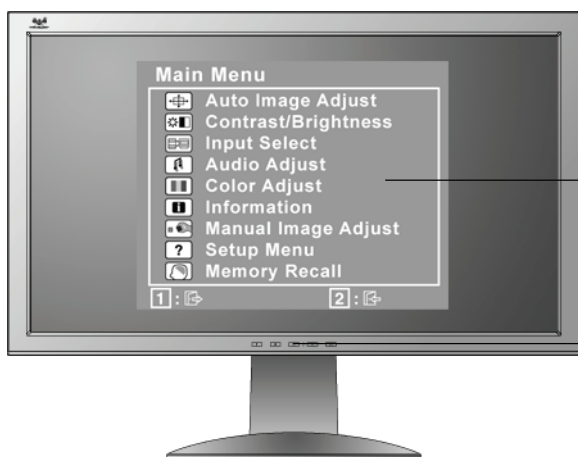 Main Menu
Auto Image Adjust
Contrast/Brightness
Input Select
Audio Adjust
Color Adjust
Information
Manual Image Adjust
? Setup Menu
Memory Recall
1 : 2 :